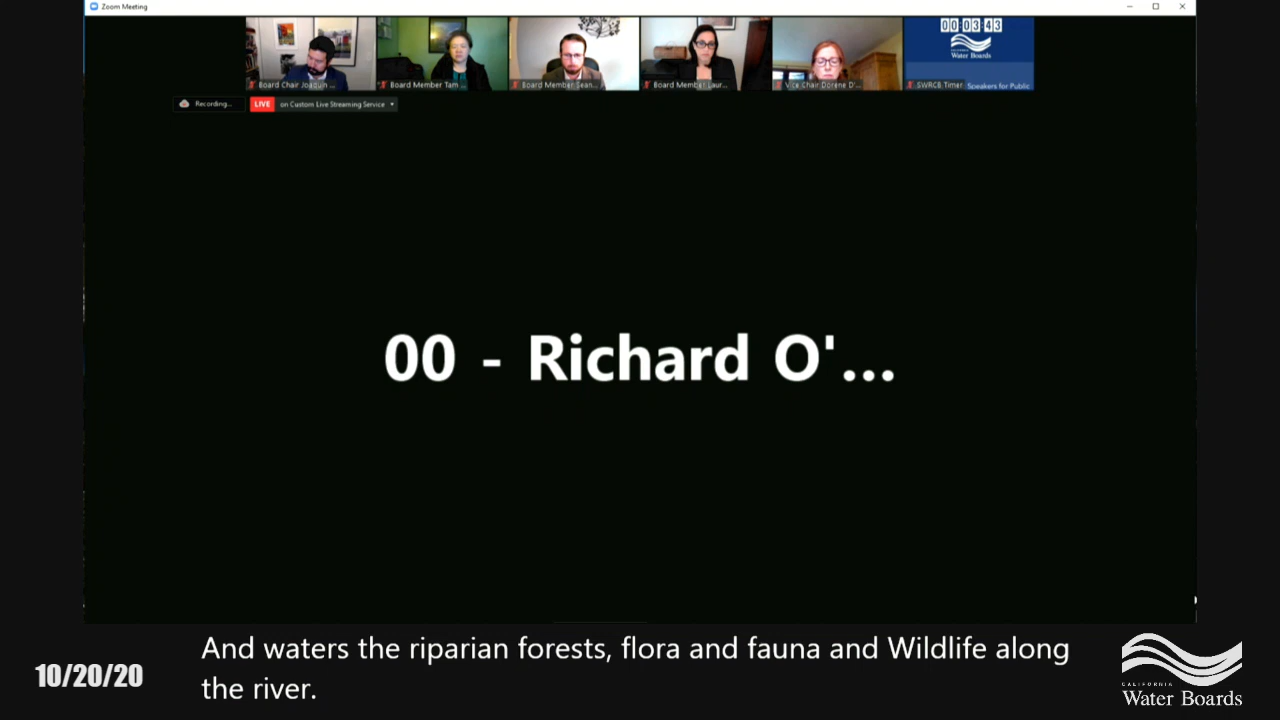 Zoom Meeting
00:03:43
CALIFORNIA
Water Boards
Board Chair Joaquin ...
Board Member Tam ...
Board Member Sean...
Board Member Laur...
Vice Chair Dorene D'...
SWRCB Timer
Speakers for Public
Recording...
LIVE
on Custom Live Streaming Service
00 - Richard O'...
And waters the riparian forests, flora and fauna and Wildlife along
the river.
10/20/20
CALIFORNIA
Water Boards